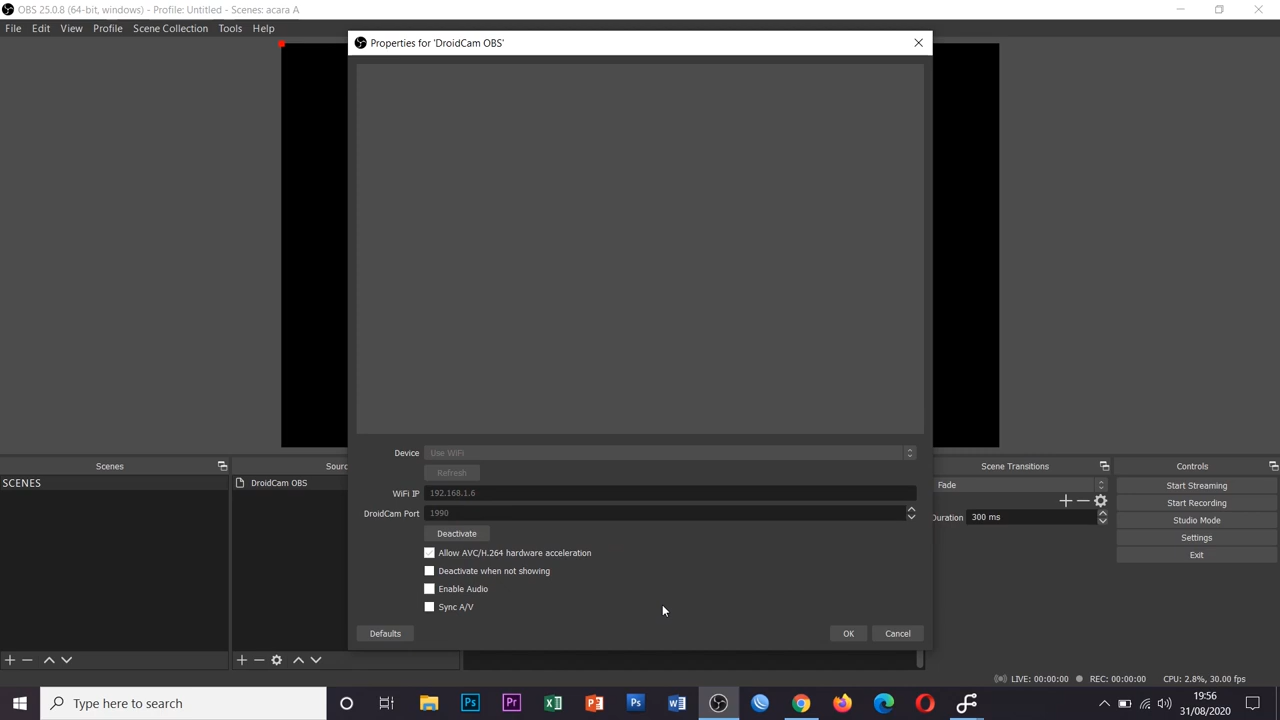 OBS 25.0.8 (64-bit, windows) - Profile: Untitled - Scenes: acara A
File Edit View Profile Scene Collection Tools Help
Properties for 'DroidCam OBS'
Device Use WiFi
Refresh
WiFi IP 192.168.1.6
DroidCam Port 1990
Deactivate
Allow AVC/H.264 hardware acceleration
Deactivate when not showing
Enable Audio
Sync A/V
Defaults OK Cancel
Scenes
SCENES
Sour
DroidCam OBS
Scene Transitions
Fade
Duration 300 ms
Controls
Start Streaming
Start Recording
Studio Mode
Settings
Exit
LIVE: 00:00:00 REC: 00:00:00 CPU: 2.8%, 30.00 fps
Type here to search
Ps Pr Ps
19:56
31/08/2020